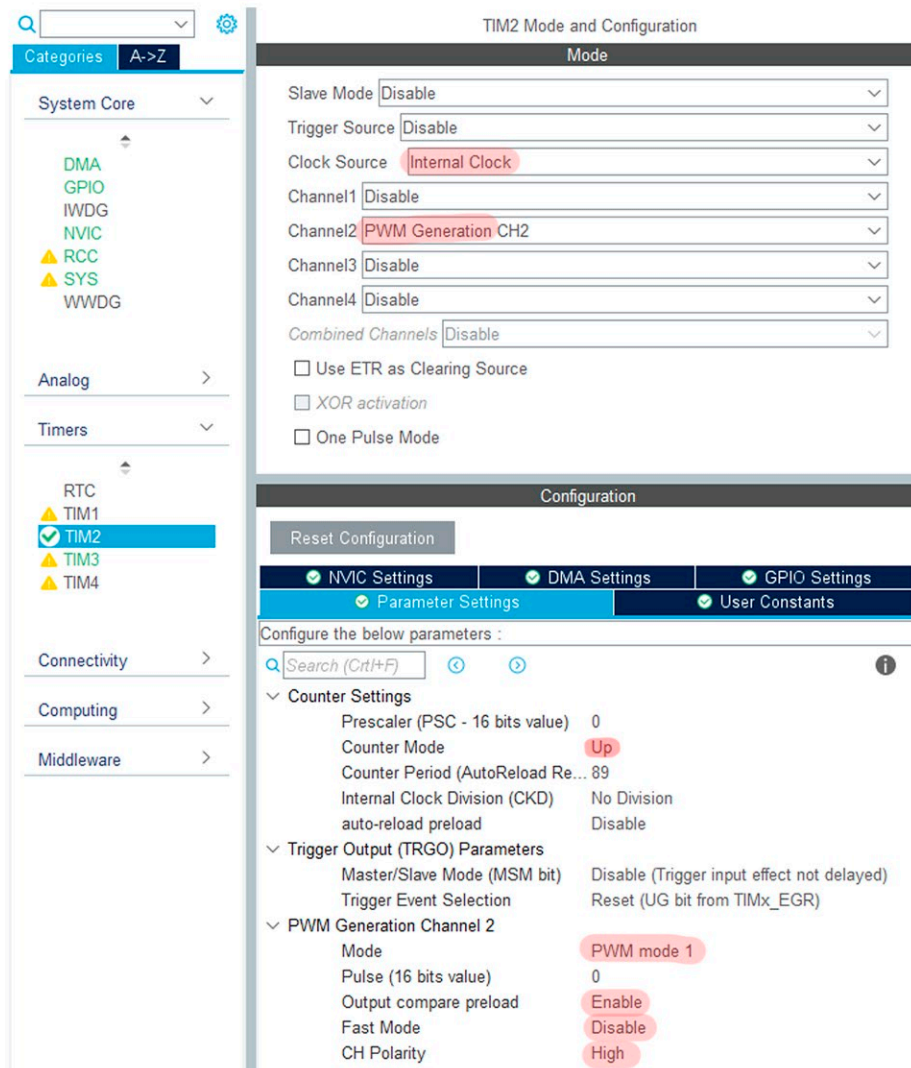 Categories
A->Z
System Core
DMA
GPIO
IWDG
NVIC
RCC
SYS
WWDG
Analog
Timers
RTC
TIM1
TIM2
TIM3
TIM4
Connectivity
Computing
Middleware
TIM2 Mode and Configuration
Mode
Slave Mode Disable
Trigger Source Disable
Clock Source Internal Clock
Channel1 Disable
Channel2 PWM Generation CH2
Channel3 Disable
Channel4 Disable
Combined Channels Disable
Use ETR as Clearing Source
XOR activation
One Pulse Mode
Configuration
Reset Configuration
NVIC Settings DMA Settings GPIO Settings
Parameter Settings User Constants
Configure the below parameters :
Search (Crtl+F)
Counter Settings
Prescaler (PSC - 16 bits value) 0
Counter Mode Up
Counter Period (AutoReload Re... 89
Internal Clock Division (CKD) No Division
auto-reload preload Disable
Trigger Output (TRGO) Parameters
Master/Slave Mode (MSM bit) Disable (Trigger input effect not delayed)
Trigger Event Selection Reset (UG bit from TIMx_EGR)
PWM Generation Channel 2
Mode PWM mode 1
Pulse (16 bits value) 0
Output compare preload Enable
Fast Mode Disable
CH Polarity High